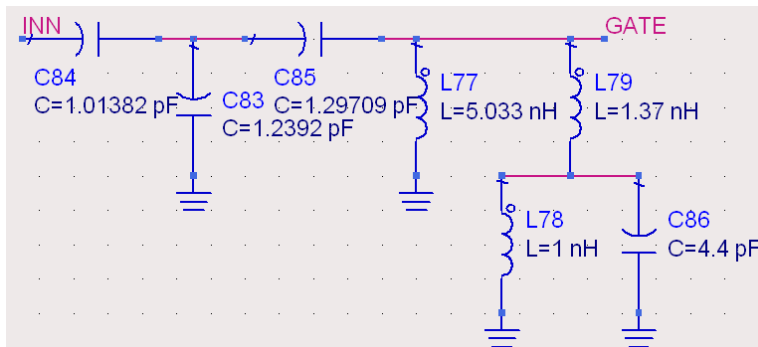 INN
GATE
C84
C=1.01382 pF
C83
C=1.2392 pF
C85
C=1.29709 pF
L77
L=5.033 nH
L79
L=1.37 nH
L78
L=1 nH
C86
C=4.4 pF